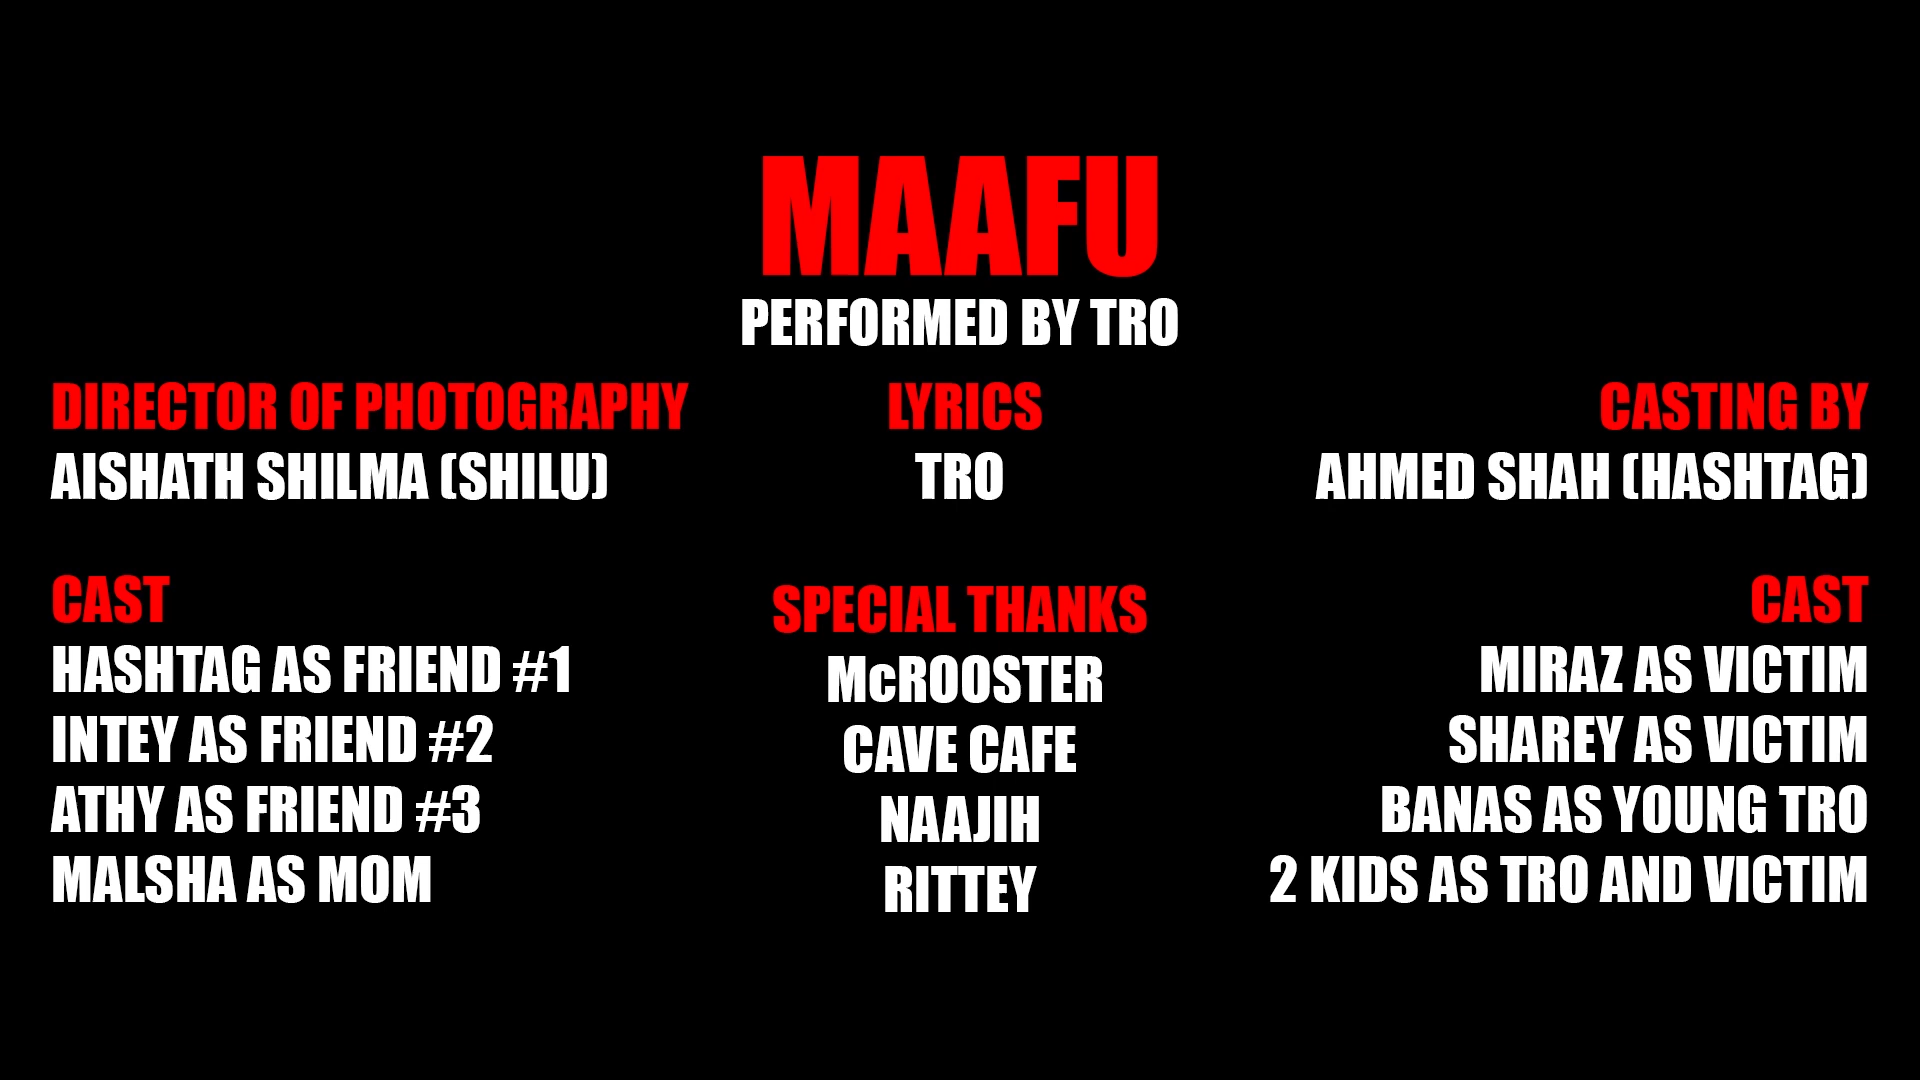 MAAFU
PERFORMED BY TRO
DIRECTOR OF PHOTOGRAPHY
AISHATH SHILMA (SHILU)
LYRICS
TRO
CASTING BY
AHMED SHAH (HASHTAG)
CAST
HASHTAG AS FRIEND #1
INTEY AS FRIEND #2
ATHY AS FRIEND #3
MALSHA AS MOM
SPECIAL THANKS
McROOSTER
CAVE CAFE
NAAJIH
RITTEY
CAST
MIRAZ AS VICTIM
SHAREY AS VICTIM
BANAS AS YOUNG TRO
2 KIDS AS TRO AND VICTIM